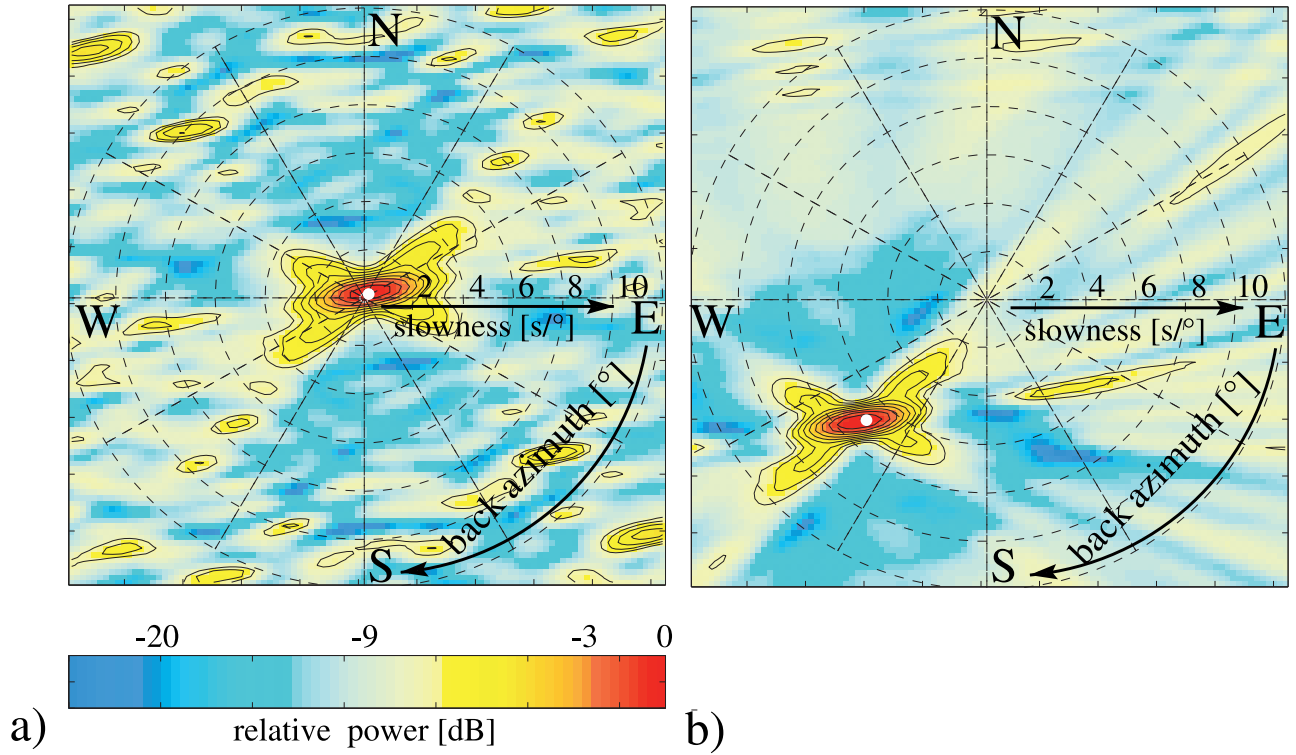 N
N
2 4 6 8 10
2 4 6 8 10
W
E
W
E
slowness [s/°]
slowness [s/°]
back azimuth [°]
back azimuth [°]
S
S
-20 -9 -3 0
relative power [dB]
a)
b)